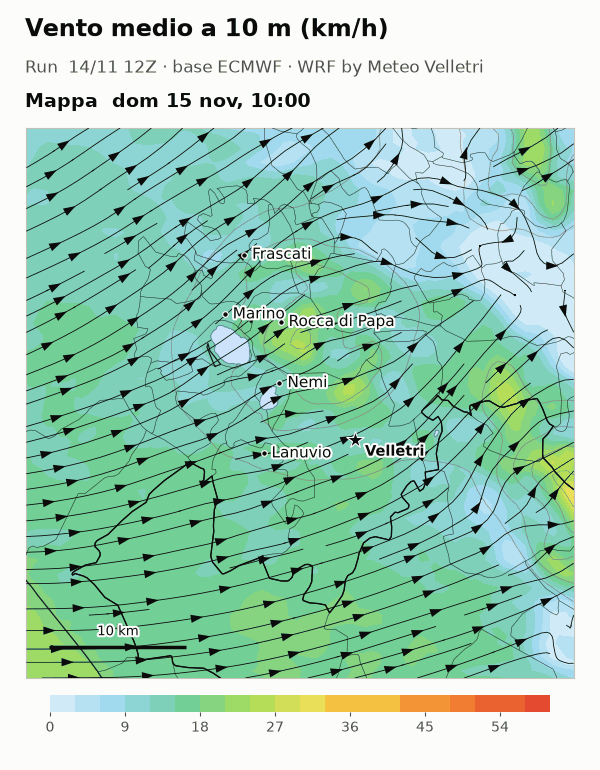 Vento medio a 10 m (km/h)
Run 14/11 12Z · base ECMWF · WRF by Meteo Velletri
Mappa dom 15 nov, 10:00
Frascati
Marino
Rocca di Papa
Nemi
Velletri
Lanuvio
10 km
0 9 18 27 36 45 54